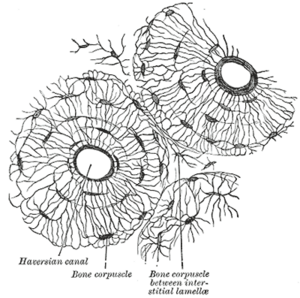 Haversian canal
Bone corpuscle
Bone corpuscle
between inter-
stitial lamellæ